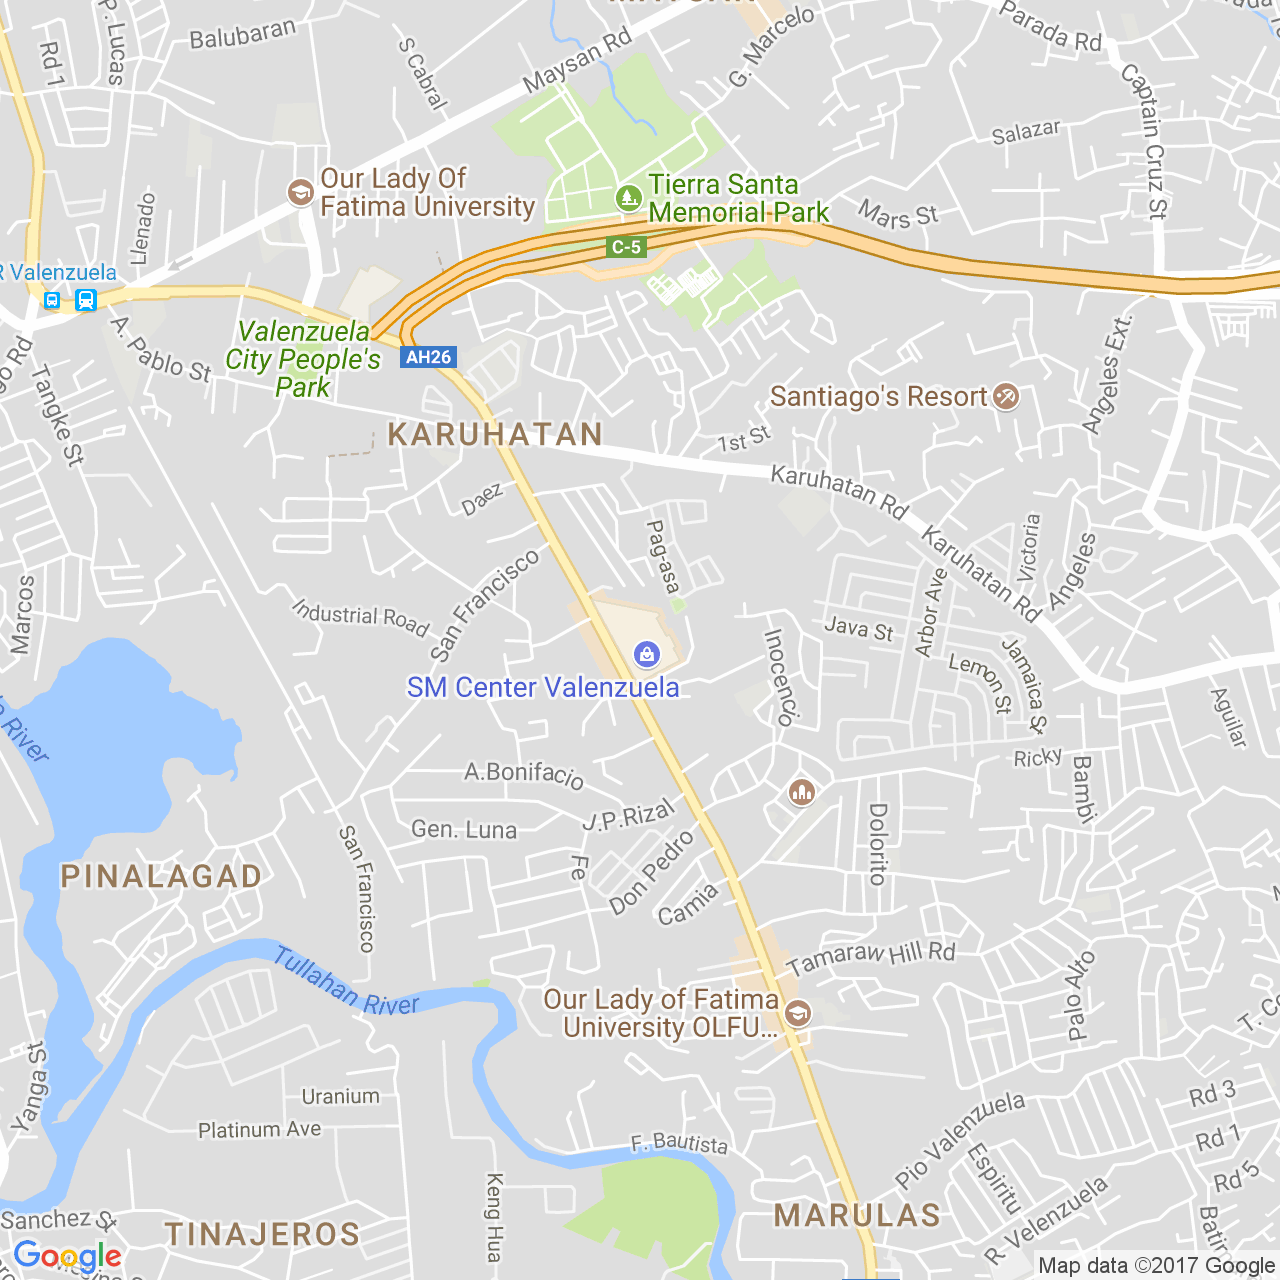 Balubaran
Rd 1
P. Lucas
S Cabral
Maysan Rd
G. Marcelo
Parada Rd
Captain Cruz St
Salazar
Our Lady Of
Fatima University
Tierra Santa
Memorial Park
Mars St
Llenado
C-5
R Valenzuela
A. Pablo St
Valenzuela
City People's
Park
AH26
go Rd
Tangke St
Angeles Ext.
Santiago's Resort
KARUHATAN
1st St
Karuhatan Rd
Daez
Pag-asa
Karuhatan Rd
Victoria
Angeles
San Francisco
Industrial Road
Marcos
Arbor Ave
Java St
Inocencio
Lemon St
Jamaica St
SM Center Valenzuela
Aguilar
River
Ricky
Bambi
A.Bonifacio
J.P.Rizal
Gen. Luna
Dolorito
San Francisco
Fe
Don Pedro
Camia
PINALAGAD
Tamaraw Hill Rd
Palo Alto
Tullahan River
Our Lady of Fatima
University OLFU...
T. C
Yanga St
Uranium
Platinum Ave
Rd 3
Pio Valenzuela
Rd 1
F. Bautista
Espiritu
Rd 5
Keng Hua
R. Valenzuela
Batin
MARULAS
Sanchez St
TINAJEROS
Google
Map data ©2017 Google